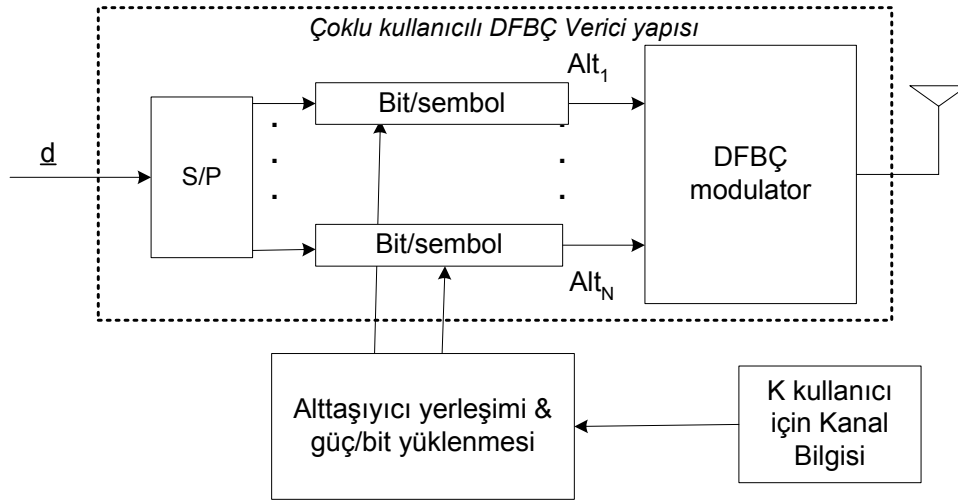 Çoklu kullanıcılı DFBÇ Verici yapısı
Alt₁
Bit/sembol
d
S/P
DFBÇ
modulator
Bit/sembol
Alt_N
Alttaşıyıcı yerleşimi &
güç/bit yüklenmesi
K kullanıcı
için Kanal
Bilgisi